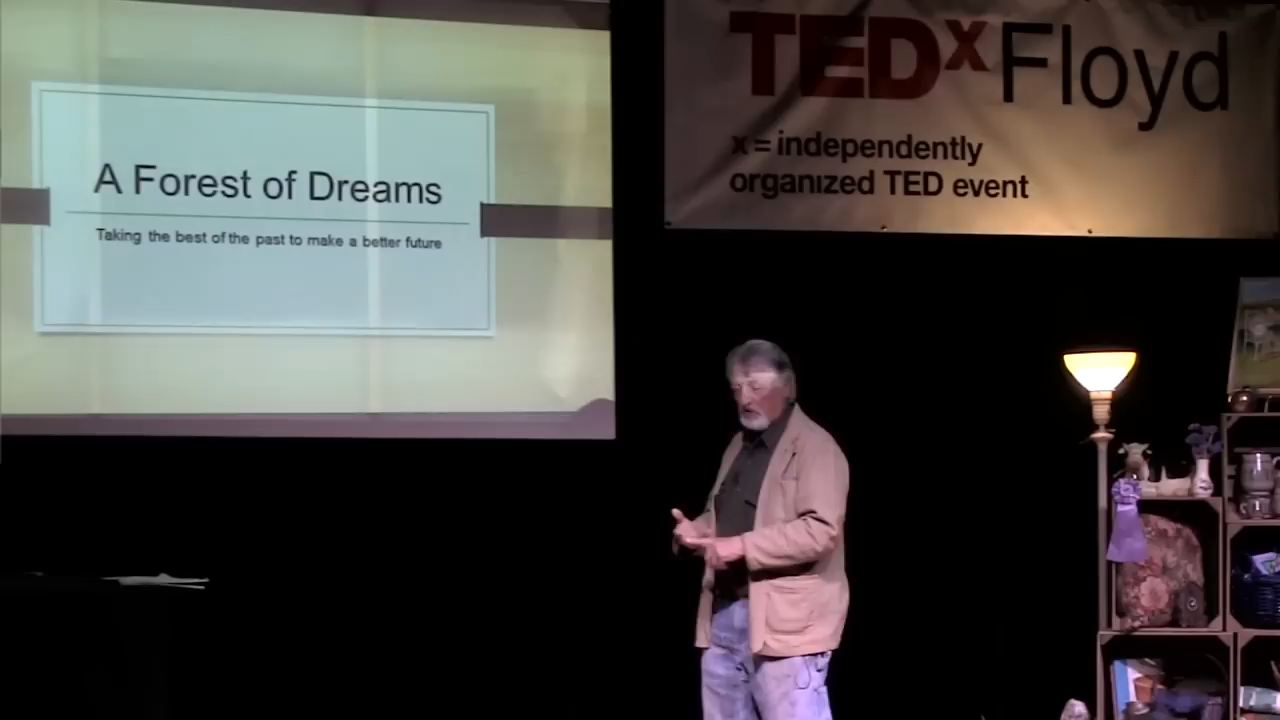 A Forest of Dreams
Taking the best of the past to make a better future
TEDxFloyd
x = independently
organized TED event